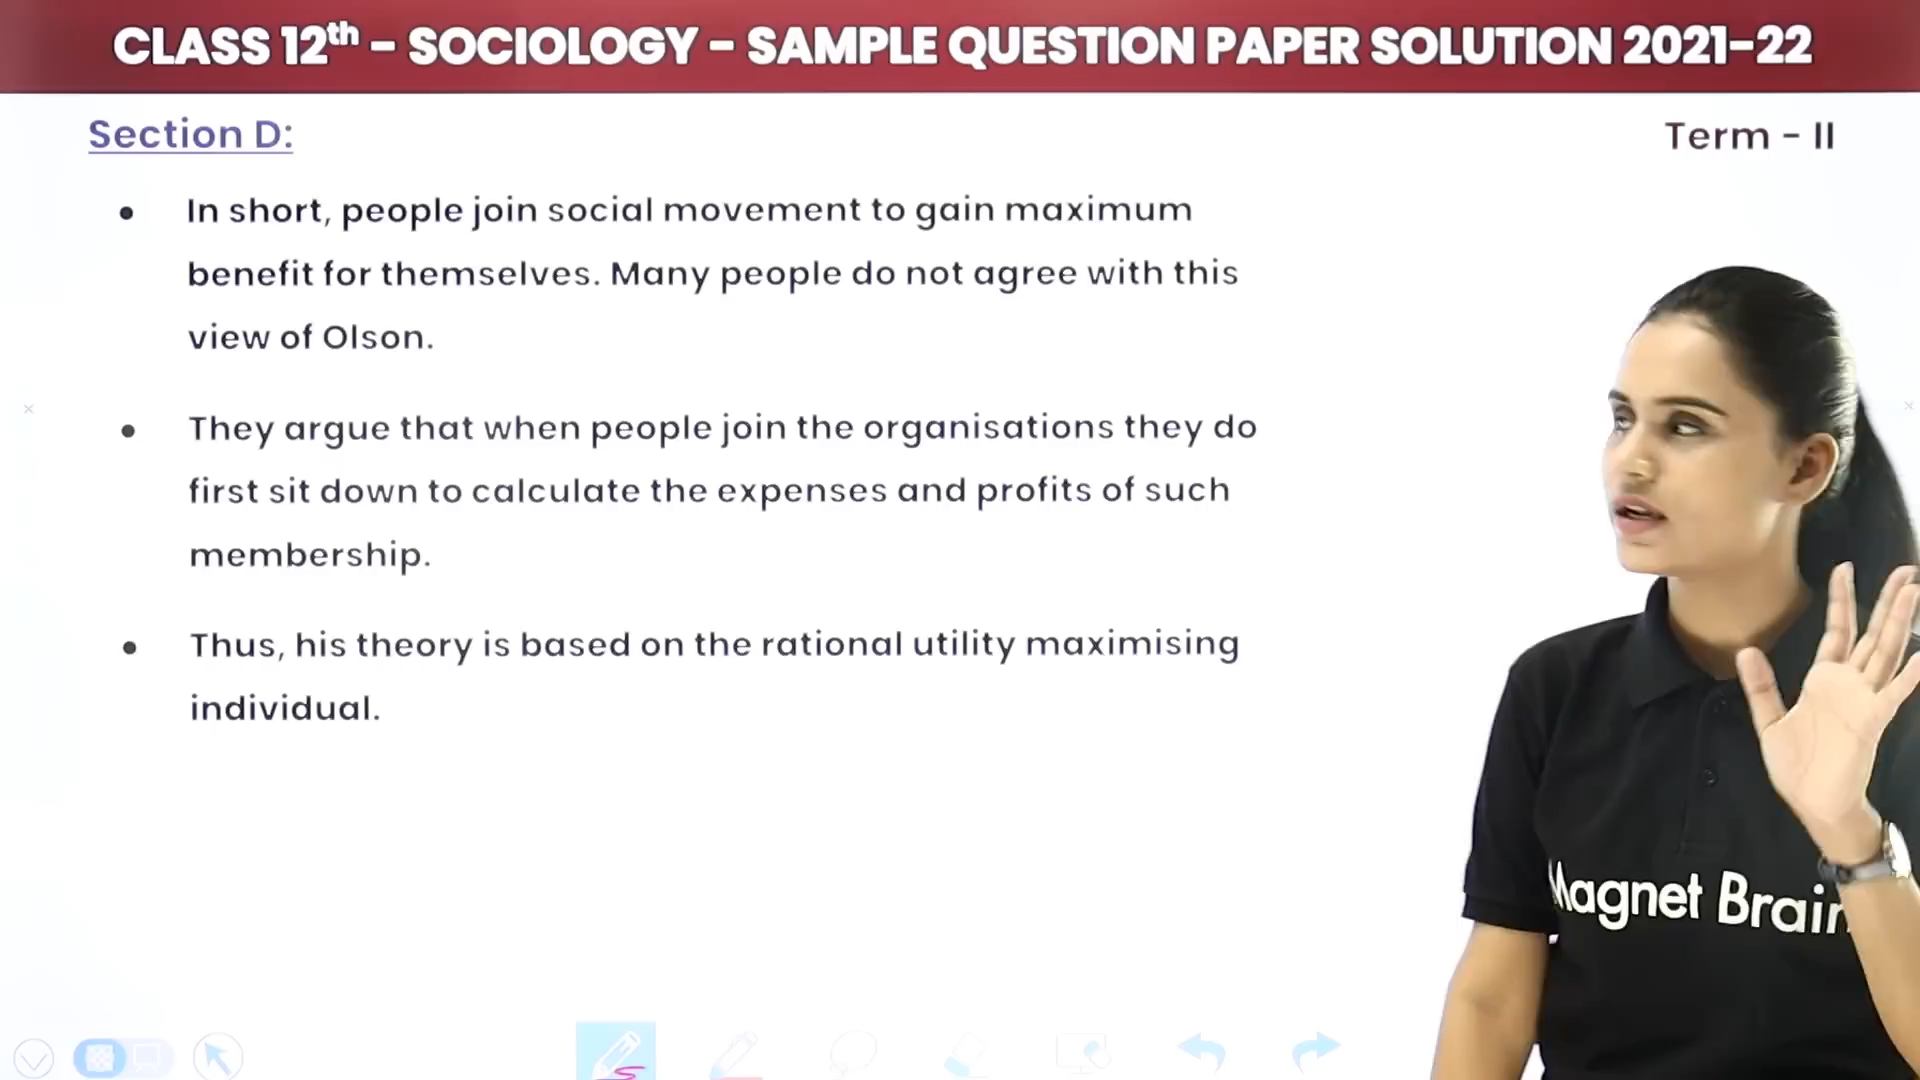 CLASS 12th – SOCIOLOGY – SAMPLE QUESTION PAPER SOLUTION 2021-22
Section D:
Term - II
• In short, people join social movement to gain maximum
benefit for themselves. Many people do not agree with this
view of Olson.
• They argue that when people join the organisations they do
first sit down to calculate the expenses and profits of such
membership.
• Thus, his theory is based on the rational utility maximising
individual.
Magnet Brain